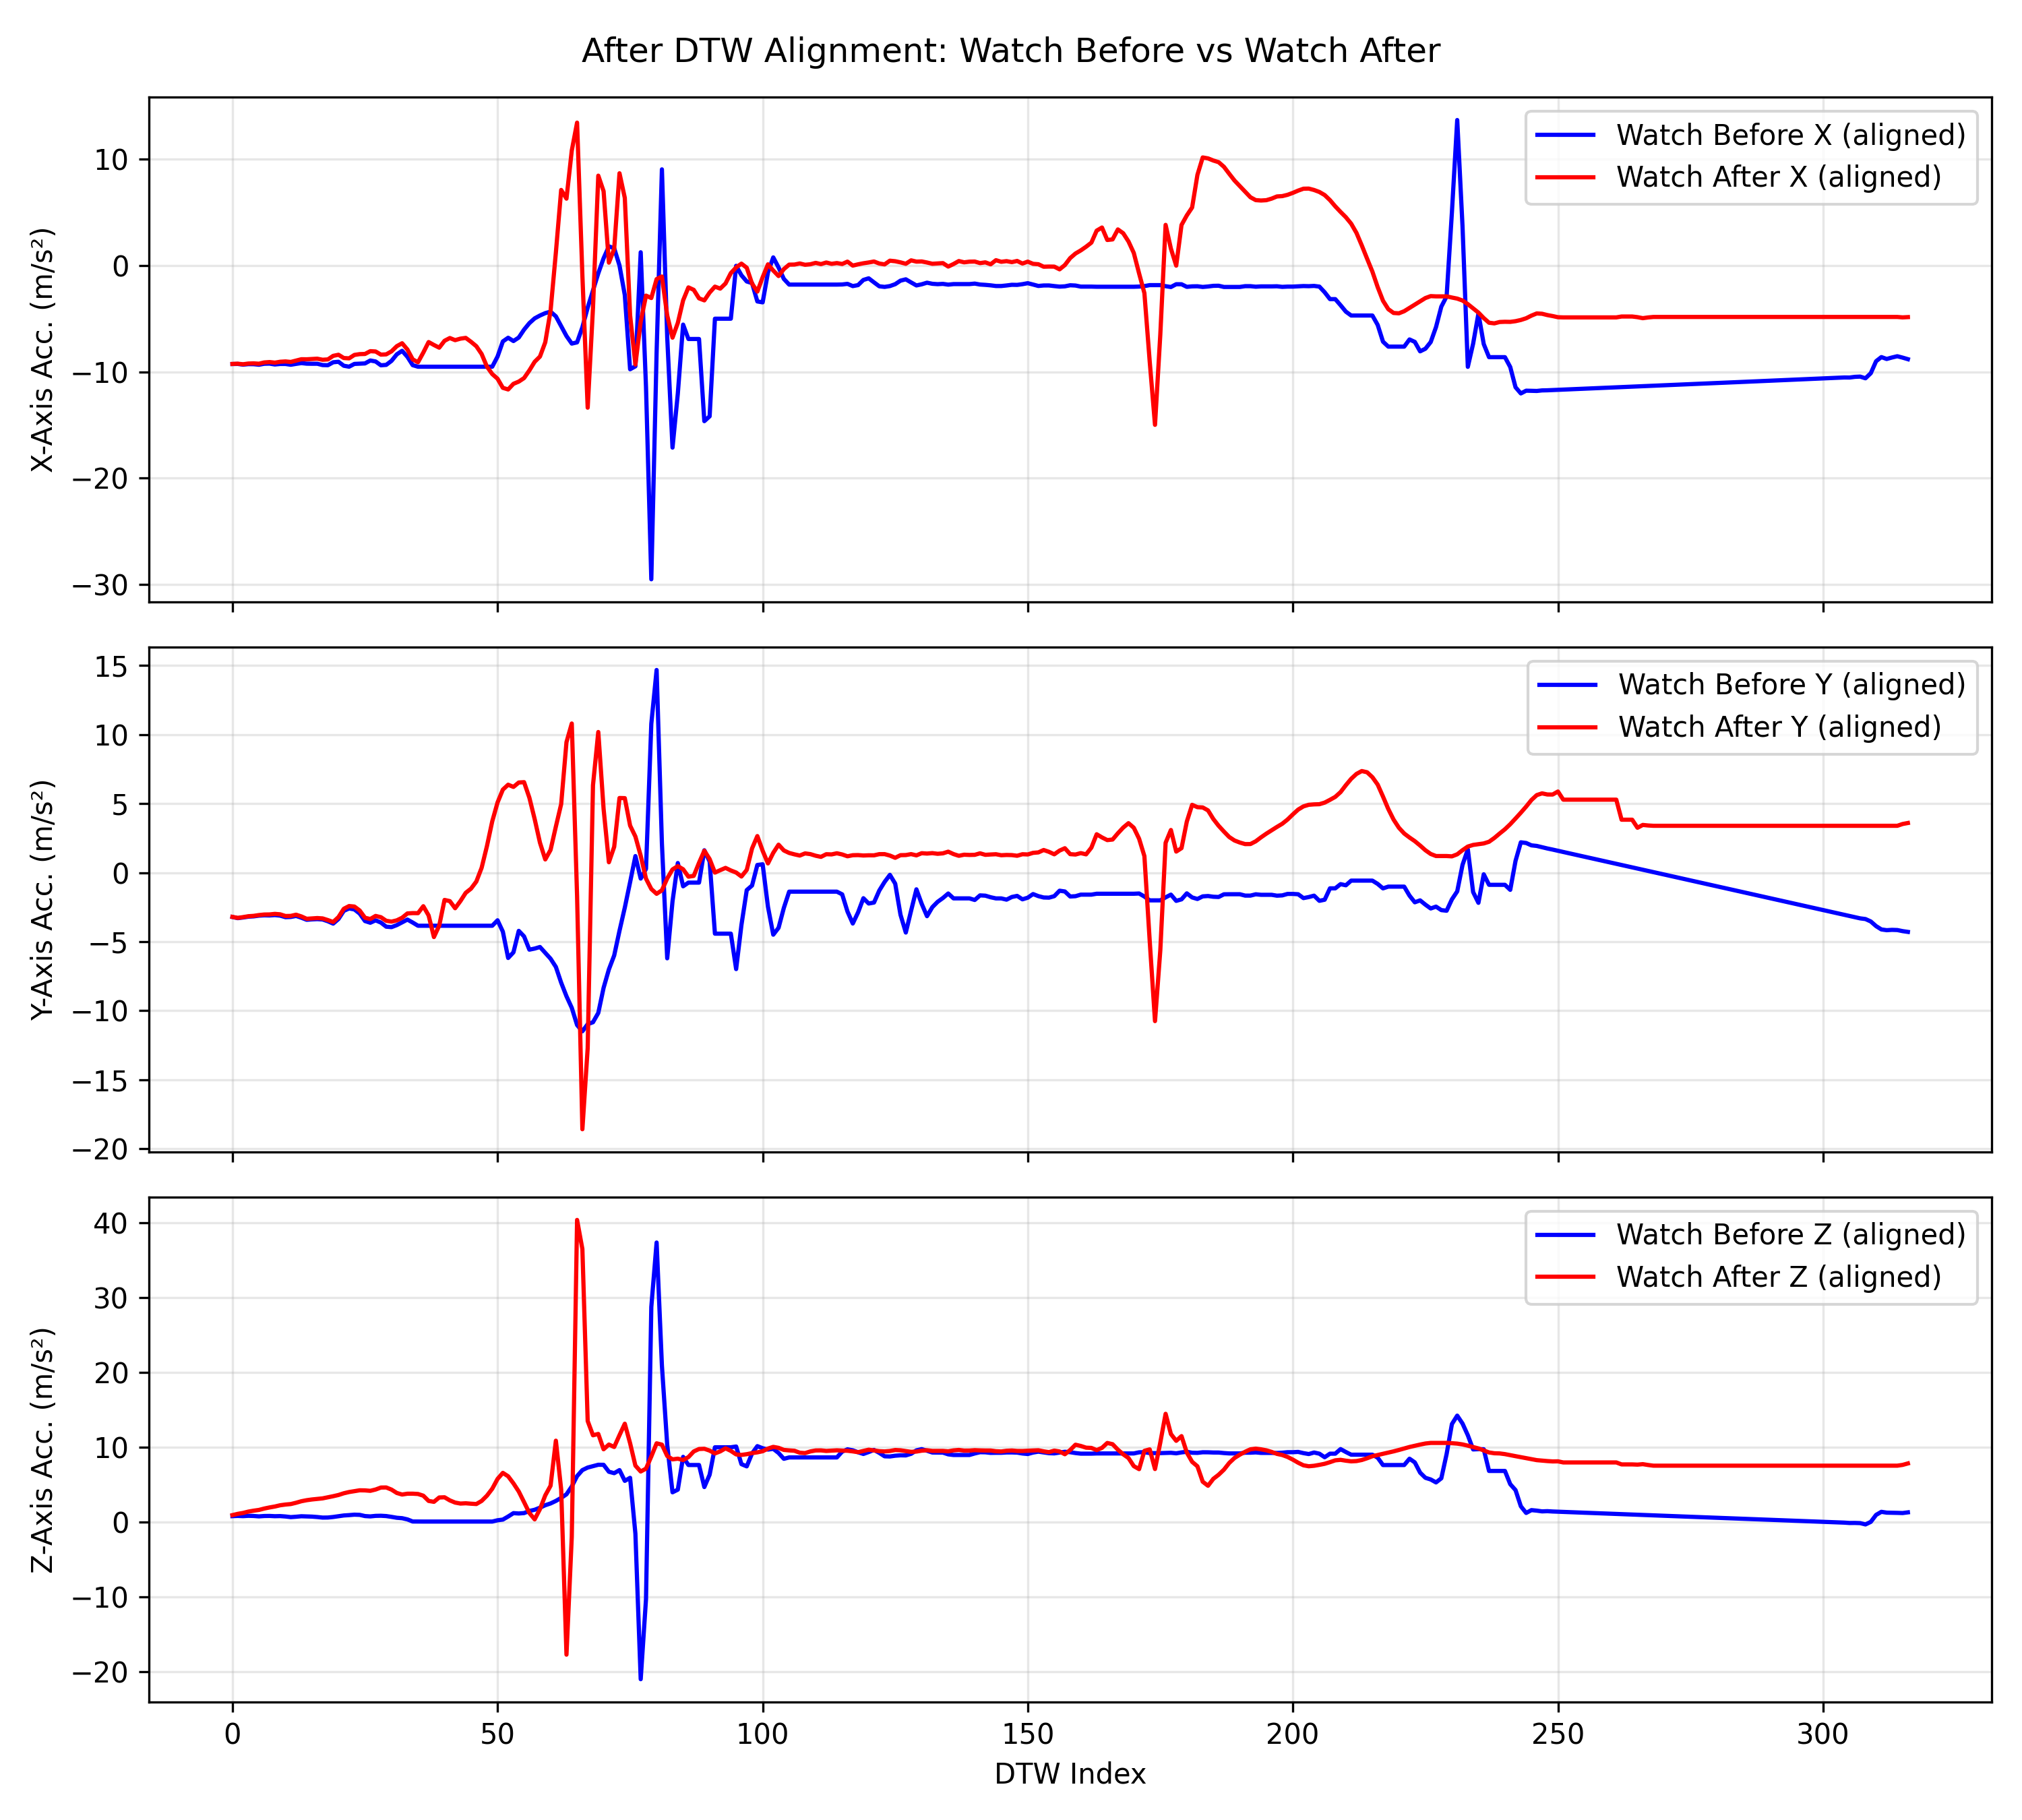 After DTW Alignment: Watch Before vs Watch After
X-Axis Acc. (m/s²)
10
0
−10
−20
−30
Watch Before X (aligned)
Watch After X (aligned)
Y-Axis Acc. (m/s²)
15
10
5
0
−5
−10
−15
−20
Watch Before Y (aligned)
Watch After Y (aligned)
Z-Axis Acc. (m/s²)
40
30
20
10
0
−10
−20
Watch Before Z (aligned)
Watch After Z (aligned)
0 50 100 150 200 250 300
DTW Index